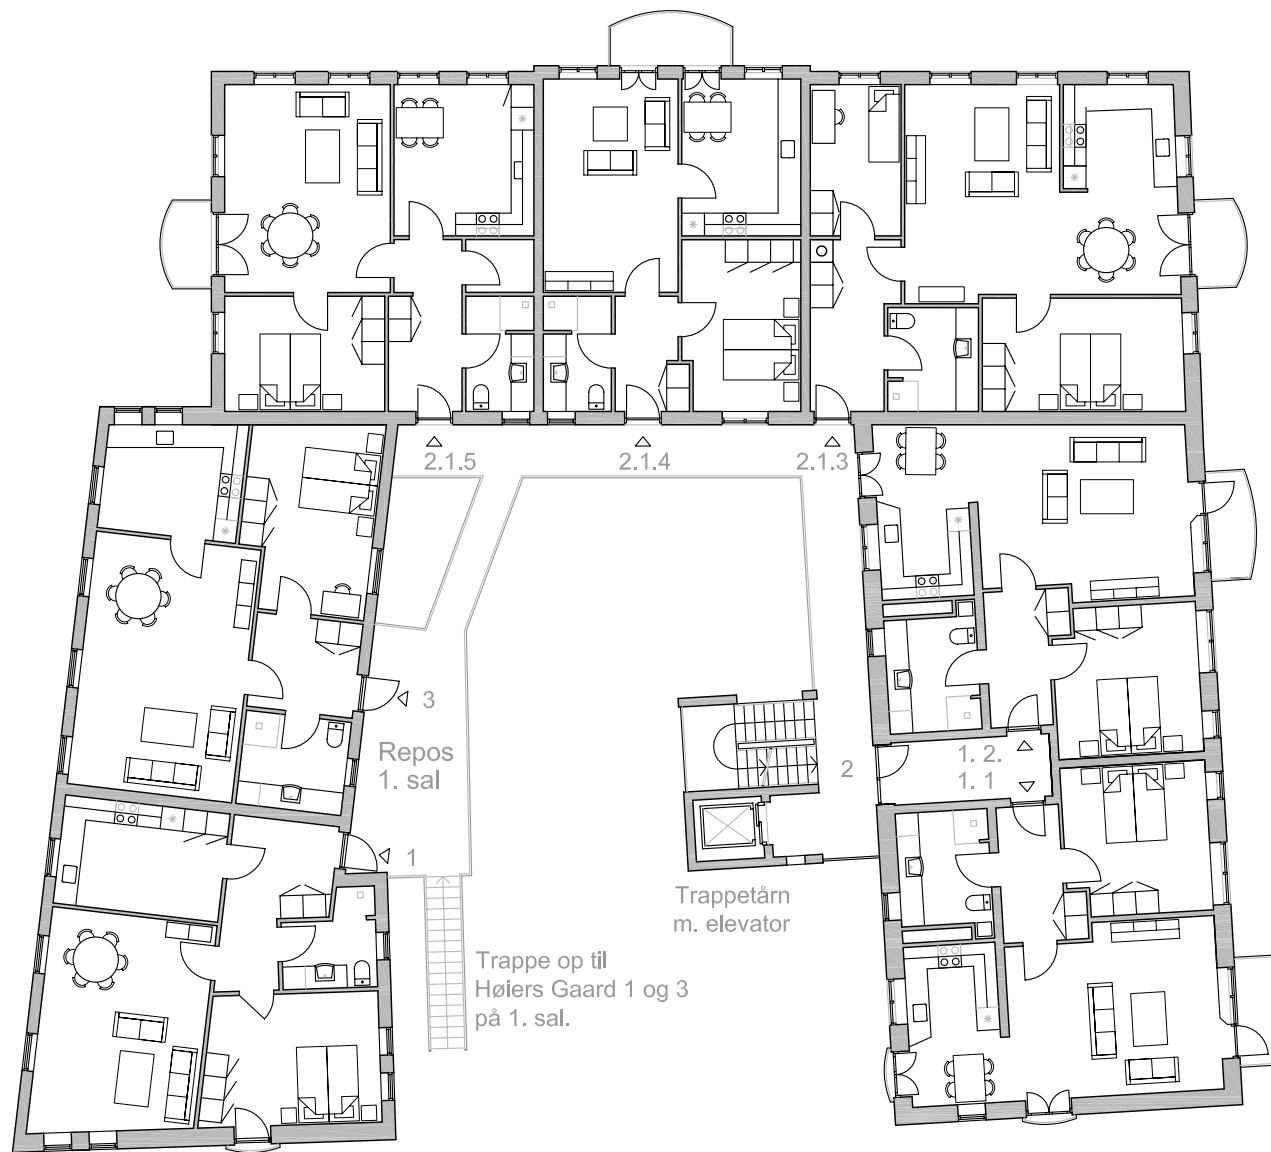 2.1.5
2.1.4
2.1.3
3
Repos
1. sal
2
1. 2.
1. 1
1
Trappetårn
m. elevator
Trappe op til
Høiers Gaard 1 og 3
på 1. sal.